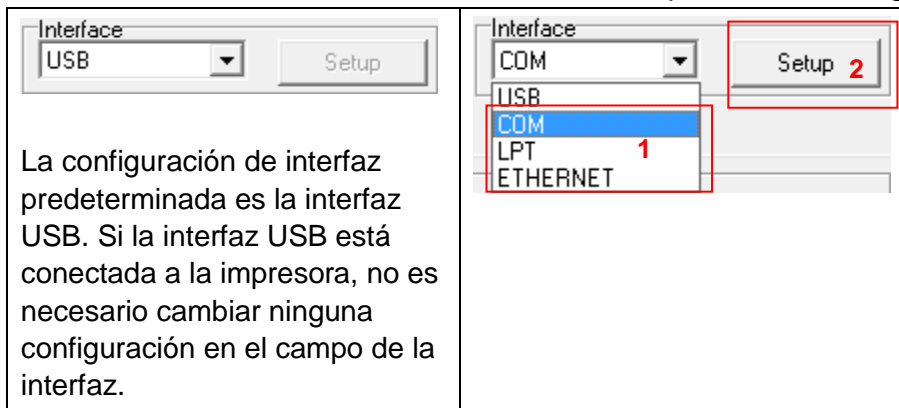 Interface
USB
Setup
La configuración de interfaz
predeterminada es la interfaz
USB. Si la interfaz USB está
conectada a la impresora, no es
necesario cambiar ninguna
configuración en el campo de la
interfaz.
Interface
COM
Setup 2
USB
COM
LPT 1
ETHERNET